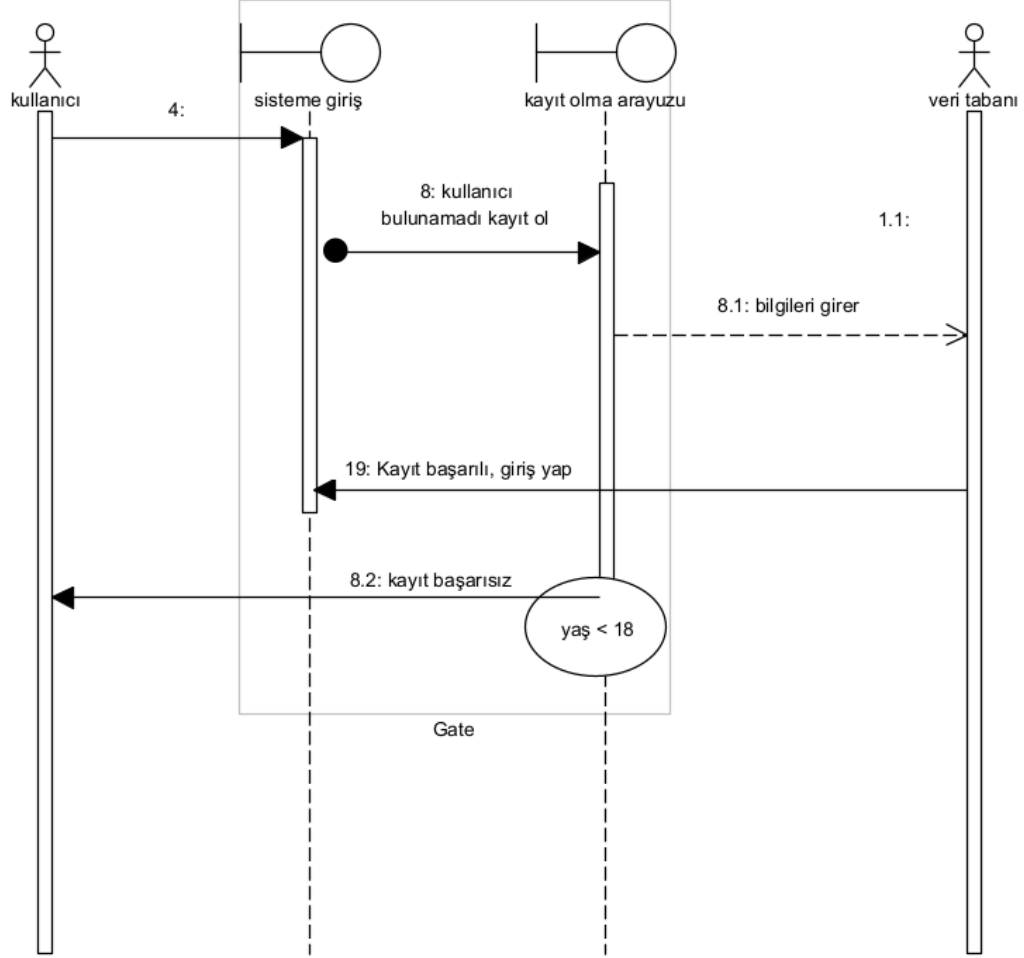 kullanıcı
sisteme giriş
kayıt olma arayuzu
veri tabanı
4:
8: kullanıcı
bulunamadı kayıt ol
1.1:
8.1: bilgileri girer
19: Kayıt başarılı, giriş yap
8.2: kayıt başarısız
yaş < 18
Gate